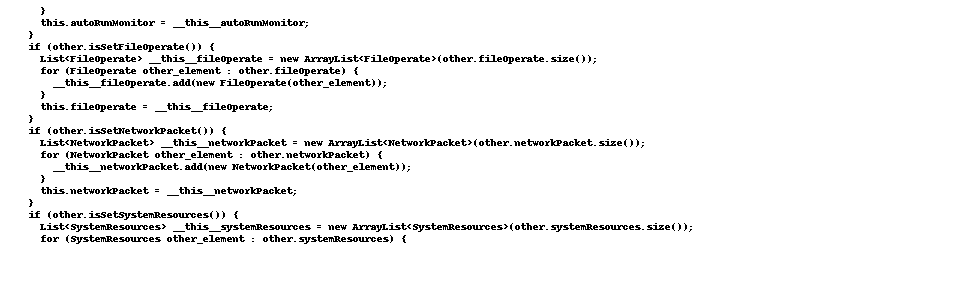 }
this.autoRunMonitor = __this__autoRunMonitor;
}
if (other.isSetFileOperate()) {
List<FileOperate> __this__fileOperate = new ArrayList<FileOperate>(other.fileOperate.size());
for (FileOperate other_element : other.fileOperate) {
__this__fileOperate.add(new FileOperate(other_element));
}
this.fileOperate = __this__fileOperate;
}
if (other.isSetNetworkPacket()) {
List<NetworkPacket> __this__networkPacket = new ArrayList<NetworkPacket>(other.networkPacket.size());
for (NetworkPacket other_element : other.networkPacket) {
__this__networkPacket.add(new NetworkPacket(other_element));
}
this.networkPacket = __this__networkPacket;
}
if (other.isSetSystemResources()) {
List<SystemResources> __this__systemResources = new ArrayList<SystemResources>(other.systemResources.size());
for (SystemResources other_element : other.systemResources) {